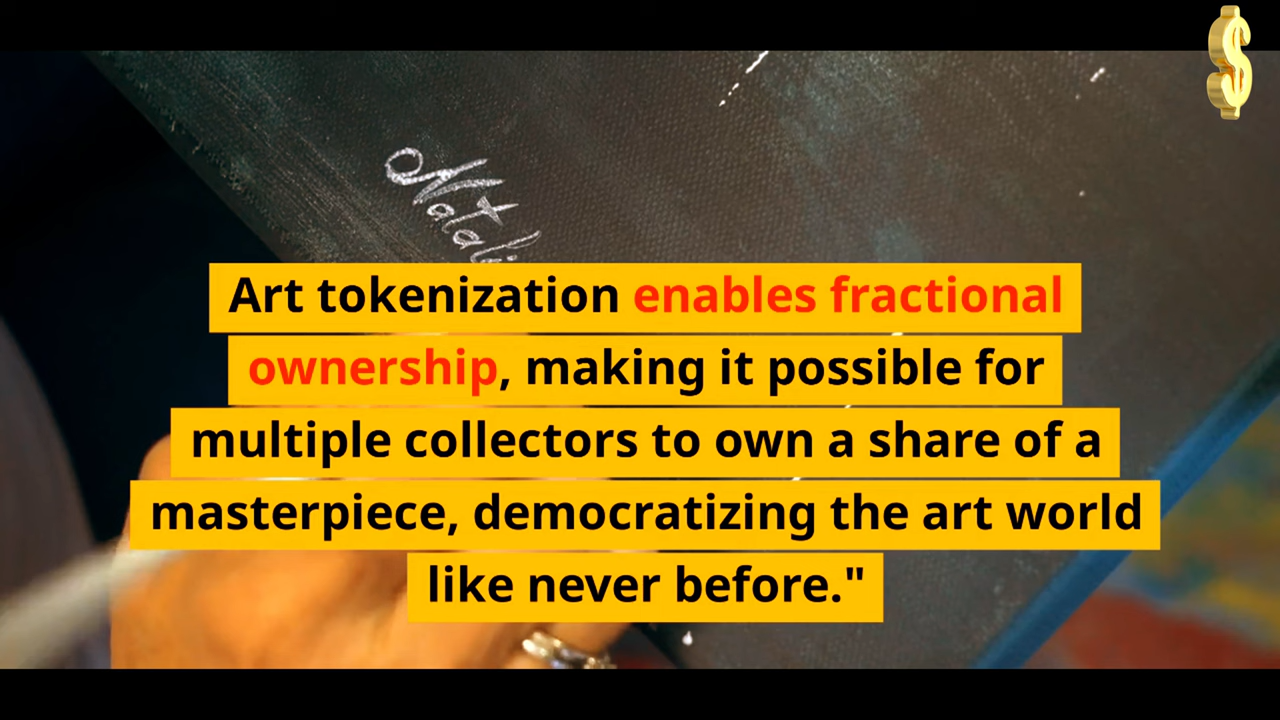 Natali
Art tokenization enables fractional
ownership, making it possible for
multiple collectors to own a share of a
masterpiece, democratizing the art world
like never before."